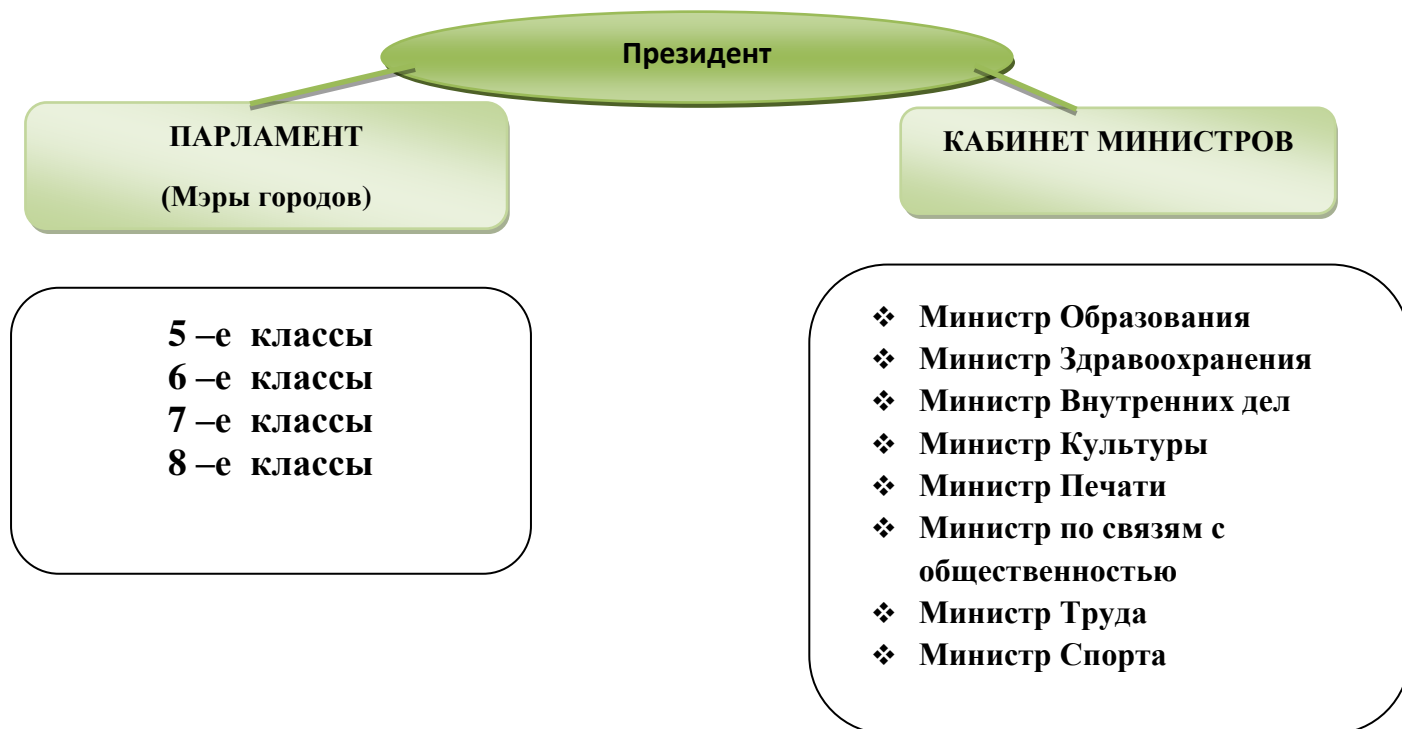 Президент
ПАРЛАМЕНТ
(Мэры городов)
КАБИНЕТ МИНИСТРОВ
5 –е классы
6 –е классы
7 –е классы
8 –е классы
❖ Министр Образования
❖ Министр Здравоохранения
❖ Министр Внутренних дел
❖ Министр Культуры
❖ Министр Печати
❖ Министр по связям с
общественностью
❖ Министр Труда
❖ Министр Спорта